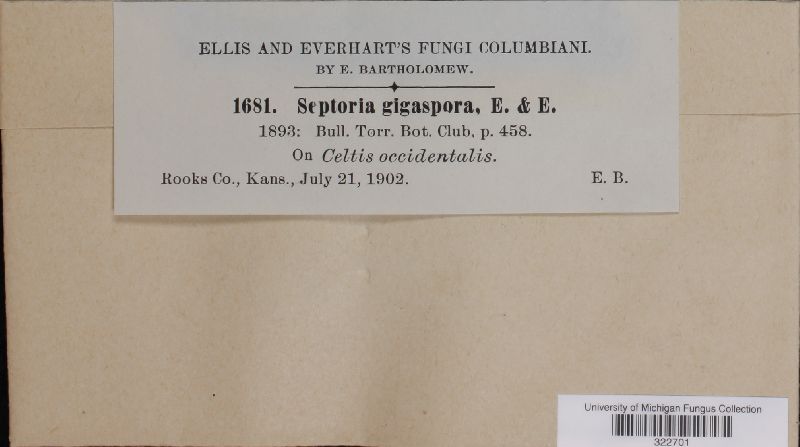 ELLIS AND EVERHART'S FUNGI COLUMBIANI.
BY E. BARTHOLOMEW.
1681. Septoria gigaspora, E. & E.
1893: Bull. Torr. Bot. Club, p. 458.
On Celtis occidentalis.
Rooks Co., Kans., July 21, 1902. E. B.
University of Michigan Fungus Collection
322701